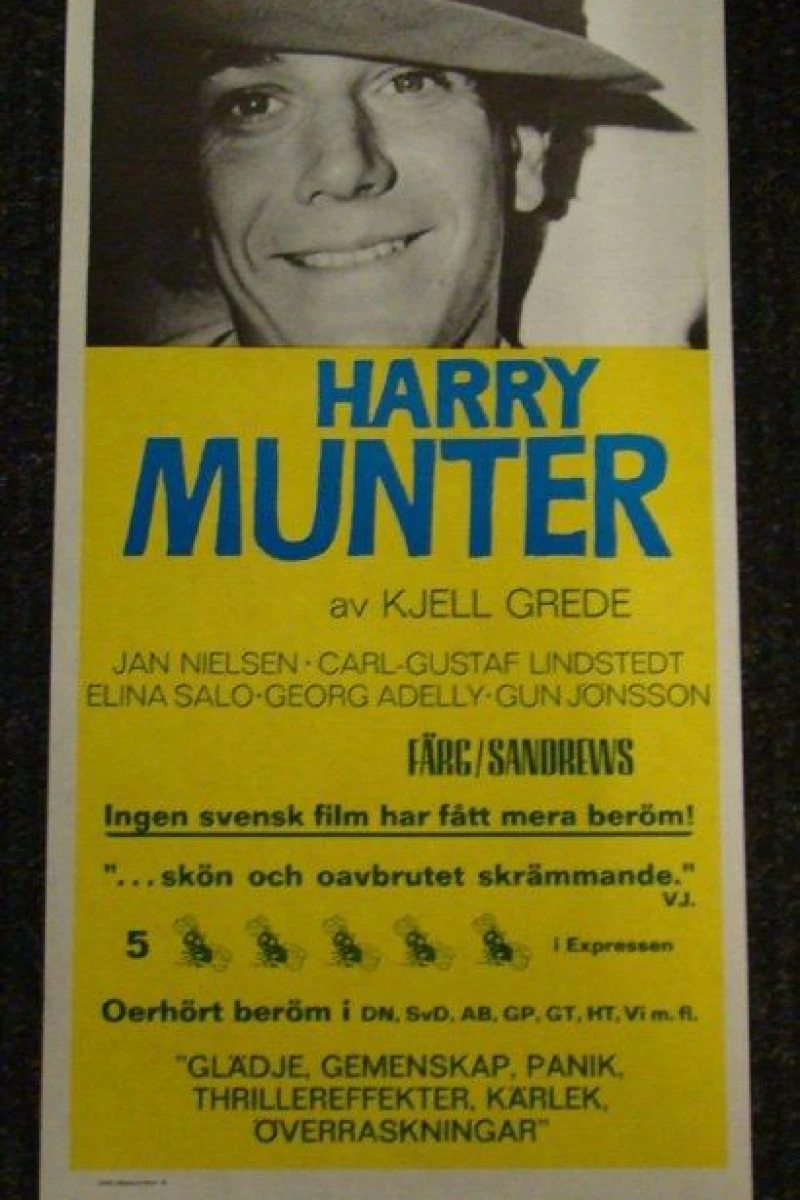 HARRY
MUNTER
av KJELL GREDE
JAN NIELSEN · CARL-GUSTAF LINDSTEDT
ELINA SALO · GEORG ADELLY · GUN JÖNSSON
FÄRG/SANDREWS
Ingen svensk film har fått mera beröm!
"...skön och oavbrutet skrämmande."
V.J.
5 i Expressen
Oerhört beröm i DN, SvD, AB, GP, GT, HT, Vi m. fl.
"GLÄDJE, GEMENSKAP, PANIK,
THRILLEREFFEKTER, KÄRLEK,
ÖVERRASKNINGAR"